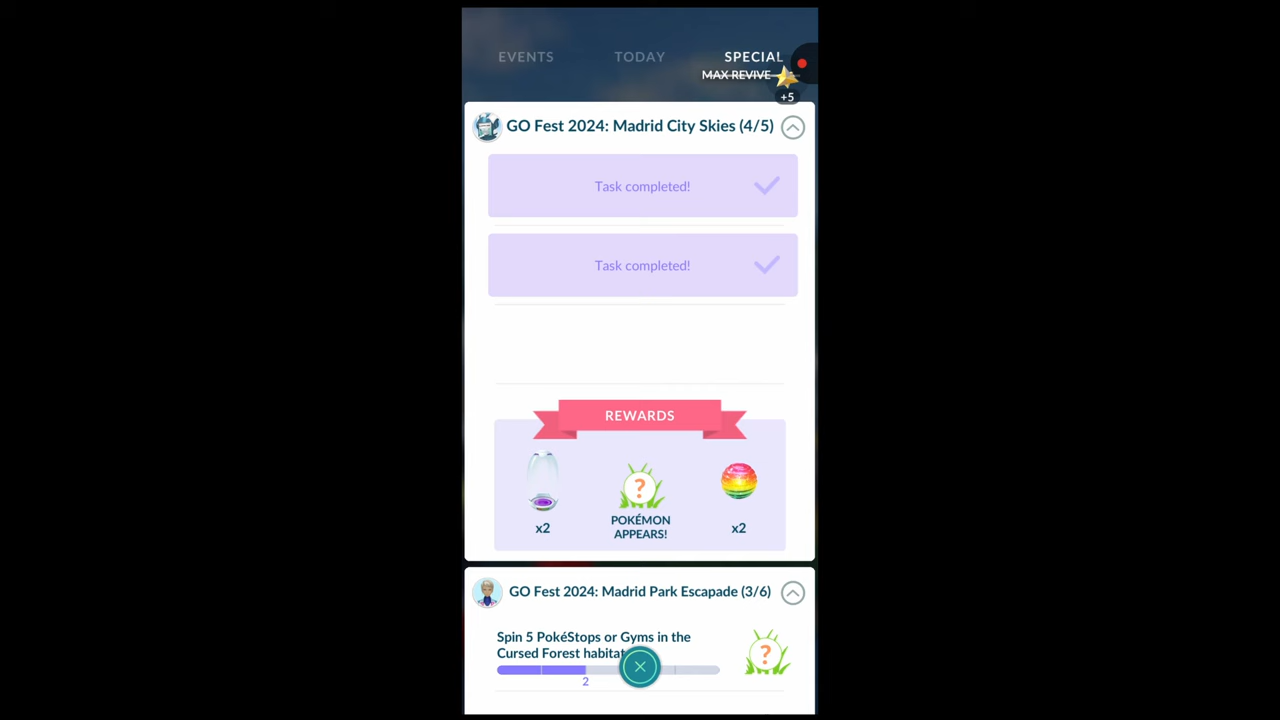 EVENTS
TODAY
SPECIAL
MAX REVIVE
+5
GO Fest 2024: Madrid City Skies (4/5)
Task completed!
Task completed!
REWARDS
?
x2
POKÉMON
APPEARS!
x2
GO Fest 2024: Madrid Park Escapade (3/6)
Spin 5 PokéStops or Gyms in the
Cursed Forest habitat
?
2